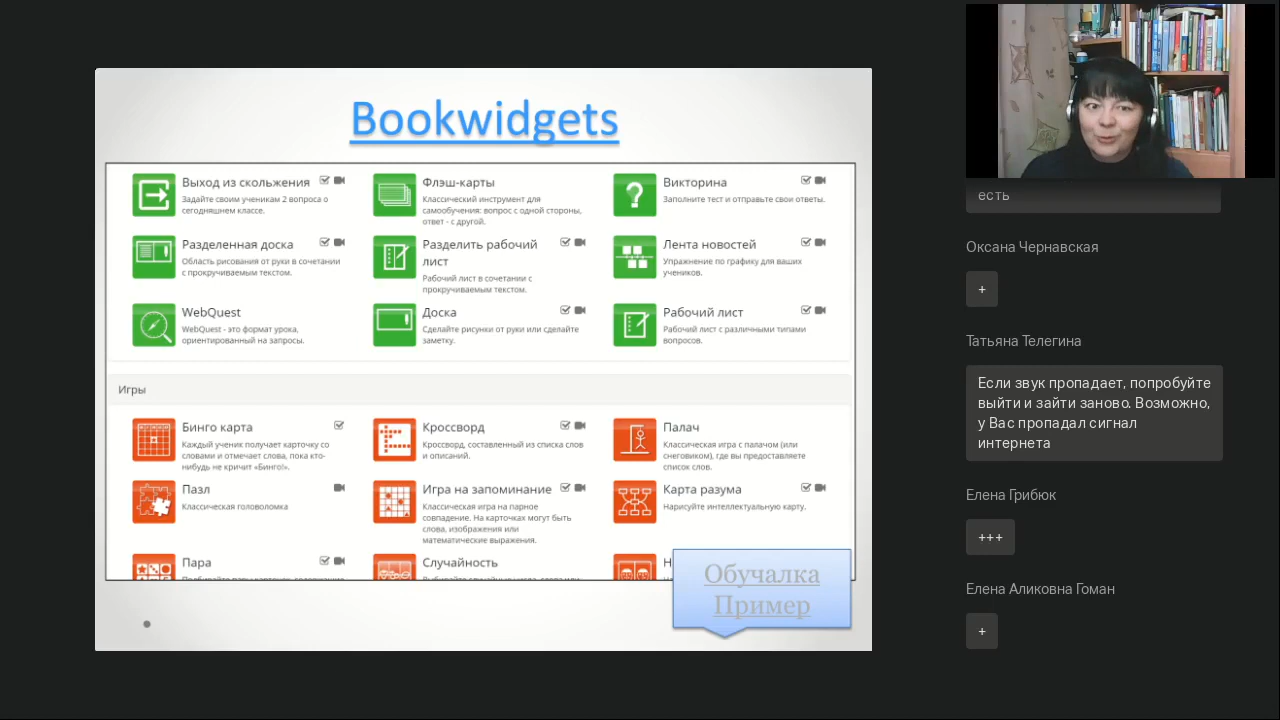 Bookwidgets
Выход из скольжения
Задайте своим ученикам 2 вопроса о
сегодняшнем классе.
Флэш-карты
Классический инструмент для
самообучения: вопрос с одной стороны,
ответ - с другой.
Викторина
Заполните тест и отправьте свои ответы.
Разделенная доска
Область рисования от руки в сочетании
с прокручиваемым текстом.
Разделить рабочий
лист
Рабочий лист в сочетании с
прокручиваемым текстом.
Лента новостей
Упражнение по графику для ваших
учеников.
WebQuest
WebQuest - это формат урока,
ориентированный на запросы.
Доска
Сделайте рисунки от руки или сделайте
заметку.
Рабочий лист
Рабочий лист с различными типами
вопросов.
Игры
Бинго карта
Каждый ученик получает карточку со
словами и отмечает слова, пока кто-
нибудь не кричит «Бинго!».
Кроссворд
Кроссворд, составленный из списка слов
и описаний.
Палач
Классическая игра с палачом (или
снеговиком), где вы предоставляете
список слов.
Пазл
Классическая головоломка
Игра на запоминание
Классическая игра на парное
совпадение. На карточках могут быть
слова, изображения или
математические выражения.
Карта разума
Нарисуйте интеллектуальную карту.
Пара
Случайность
Обучалка
Пример
есть
Оксана Чернавская
+
Татьяна Телегина
Если звук пропадает, попробуйте
выйти и зайти заново. Возможно,
у Вас пропадал сигнал
интернета
Елена Грибюк
+++
Елена Аликовна Гоман
+